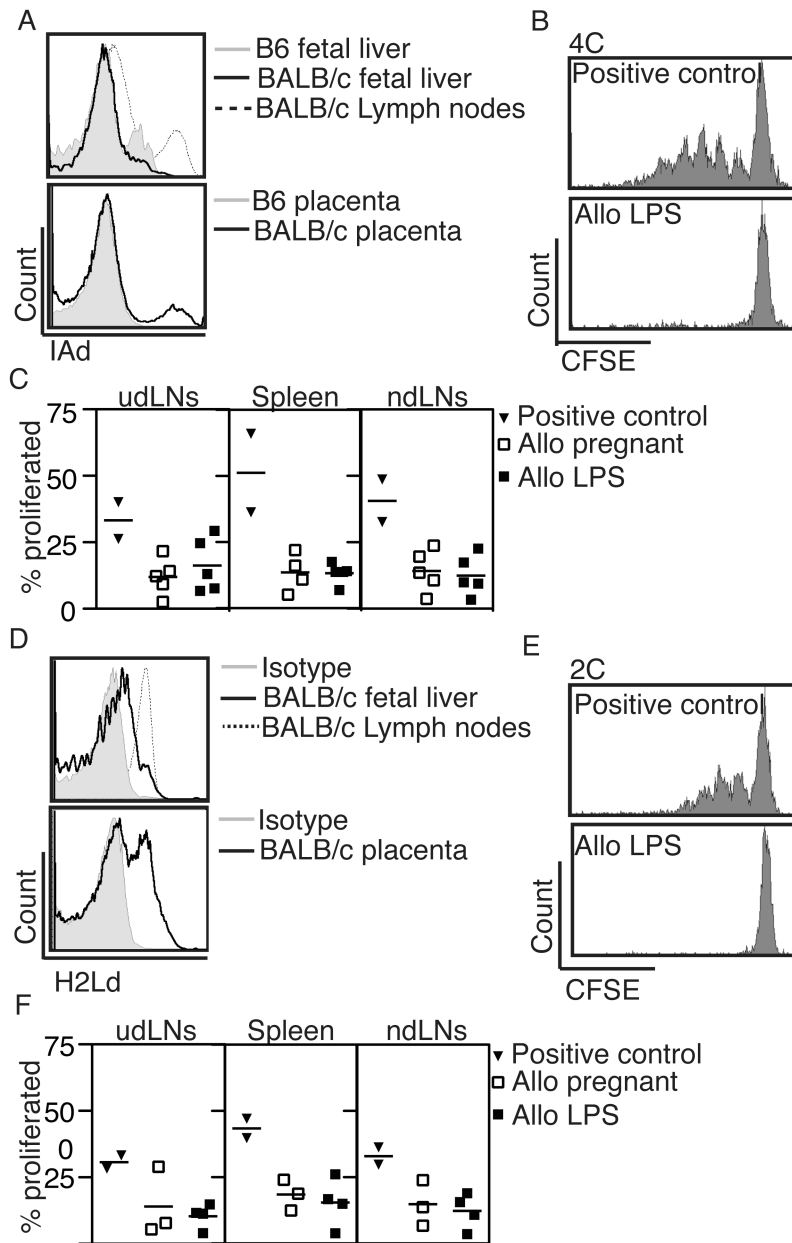 A
B6 fetal liver
BALB/c fetal liver
BALB/c Lymph nodes
B6 placenta
BALB/c placenta
Count
IAd
B
4C
Positive control
Allo LPS
Count
CFSE
C
udLNs Spleen ndLNs
% proliferated
75
50
25
0
Positive control
Allo pregnant
Allo LPS
D
Isotype
BALB/c fetal liver
BALB/c Lymph nodes
Isotype
BALB/c placenta
Count
H2Ld
E
2C
Positive control
Allo LPS
Count
CFSE
F
udLNs Spleen ndLNs
% proliferated
75
50
0
25
Positive control
Allo pregnant
Allo LPS